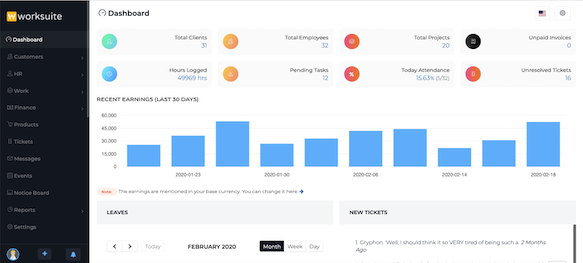 worksuite
Dashboard
Customers
HR
Work
Finance
Products
Tickets
Messages
Events
Notice Board
Reports
Settings
Dashboard
Total Clients
31
Total Employees
32
Total Projects
20
Unpaid Invoices
0
Hours Logged
49969 hrs
Pending Tasks
12
Today Attendance
15.63% (5/32)
Unresolved Tickets
16
RECENT EARNINGS (LAST 30 DAYS)
60,000
45,000
30,000
15,000
0
2020-01-23
2020-01-30
2020-02-06
2020-02-14
2020-02-18
Note: The earnings are mentioned in your base currency. You can change it here.
LEAVES
Today
FEBRUARY 2020
Month
Week
Day
NEW TICKETS
1. Gryphon: 'Well, I should think it so VERY tired of being such a. 2 Months
Ago